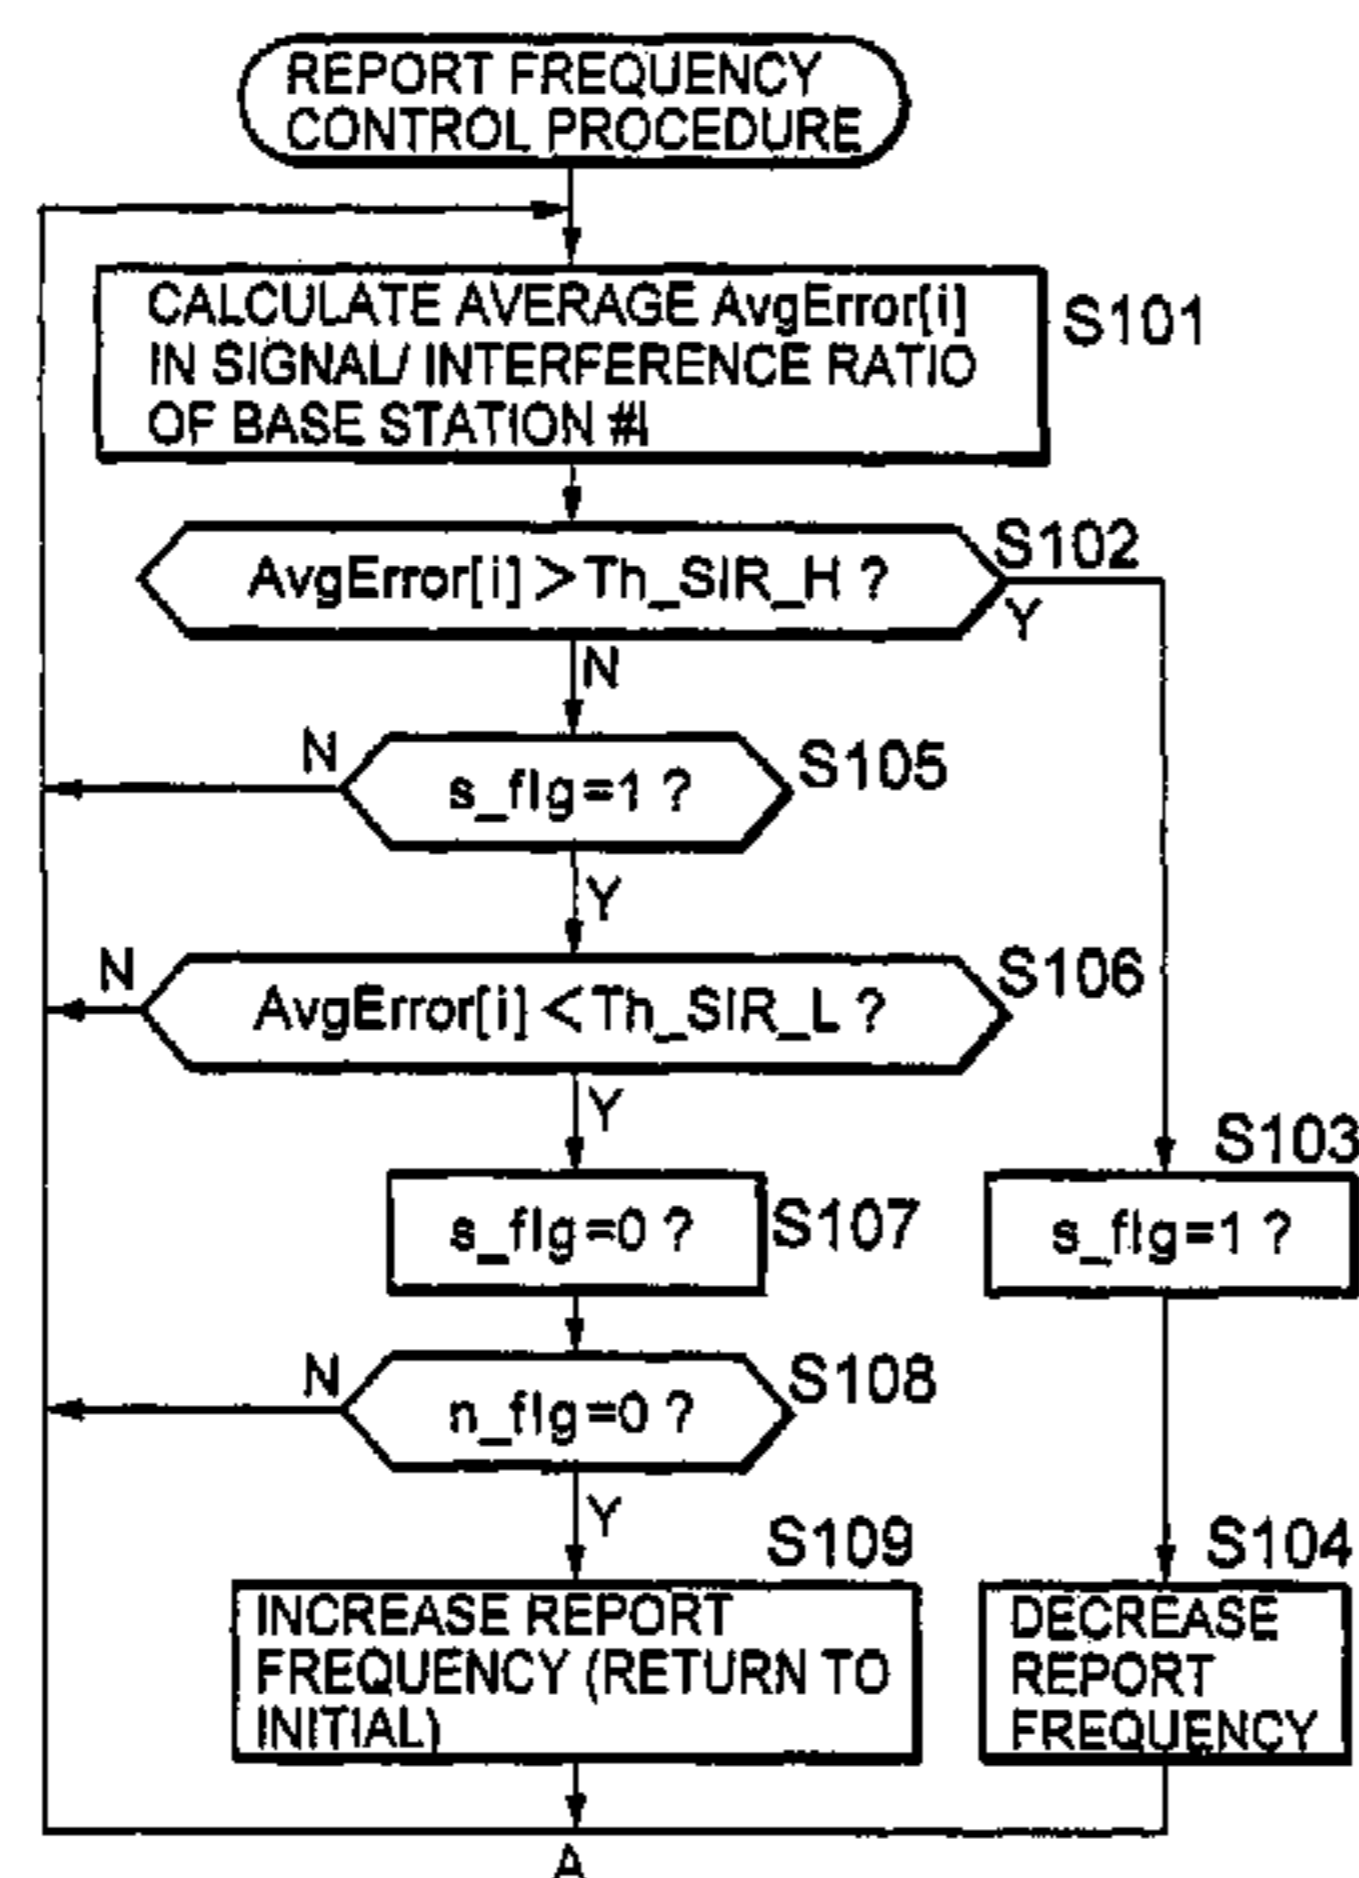 REPORT FREQUENCY
CONTROL PROCEDURE
CALCULATE AVERAGE AvgError[i]
IN SIGNAL/ INTERFERENCE RATIO
OF BASE STATION #i
S101
AvgError[i] > Th_SIR_H ?
S102
Y
N
s_flg=1 ?
S105
N
Y
AvgError[i] < Th_SIR_L ?
S106
N
Y
s_flg=0 ?
S107
S103
s_flg=1 ?
n_flg=0 ?
S108
N
Y
S109
INCREASE REPORT
FREQUENCY (RETURN TO
INITIAL)
S104
DECREASE
REPORT
FREQUENCY
A